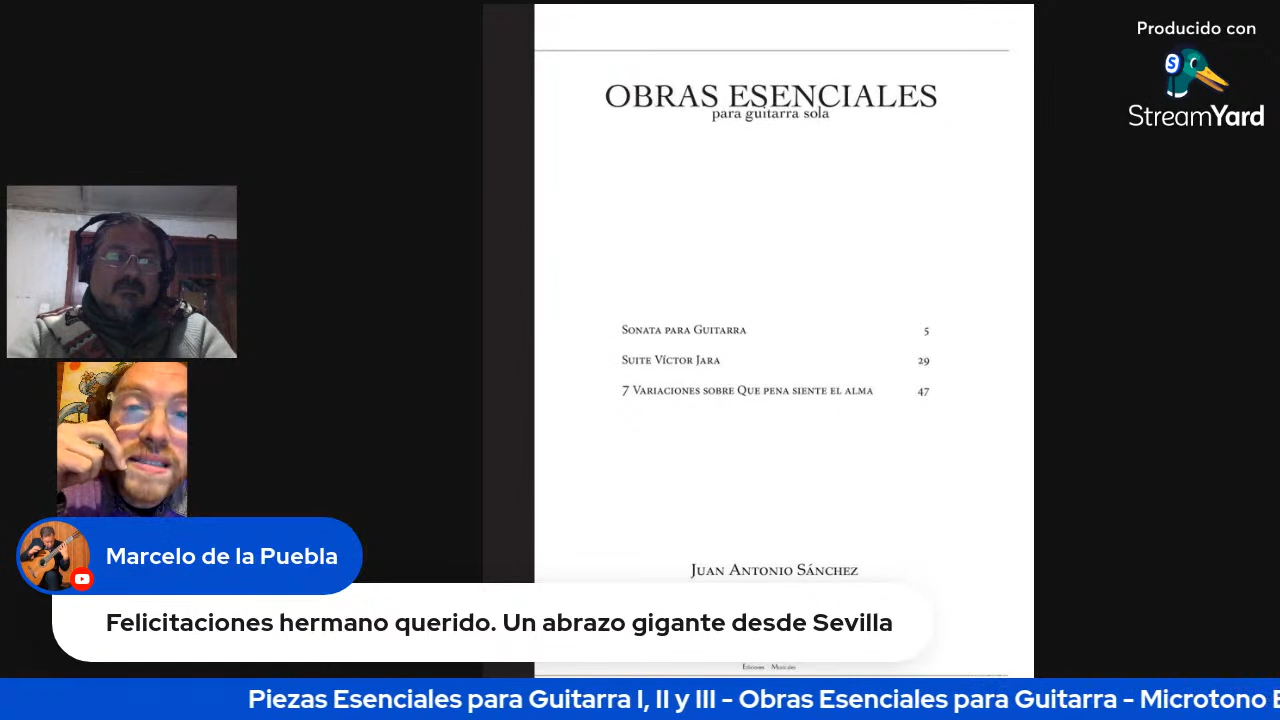 Producido con
StreamYard
OBRAS ESENCIALES
para guitarra sola
Sonata para Guitarra 5
Suite Víctor Jara 29
7 Variaciones sobre Que pena siente el alma 47
Juan Antonio Sánchez
Marcelo de la Puebla
Felicitaciones hermano querido. Un abrazo gigante desde Sevilla
Ediciones Musicales
Piezas Esenciales para Guitarra I, II y III - Obras Esenciales para Guitarra - Microtono E